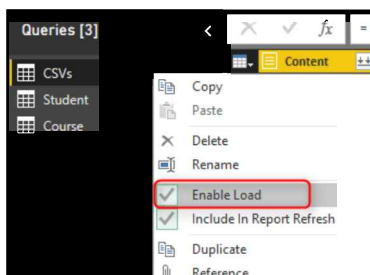 Queries [3]
fx =
Content
CSVs
Student
Course
Copy
Paste
Delete
Rename
Enable Load
Include In Report Refresh
Duplicate
Reference